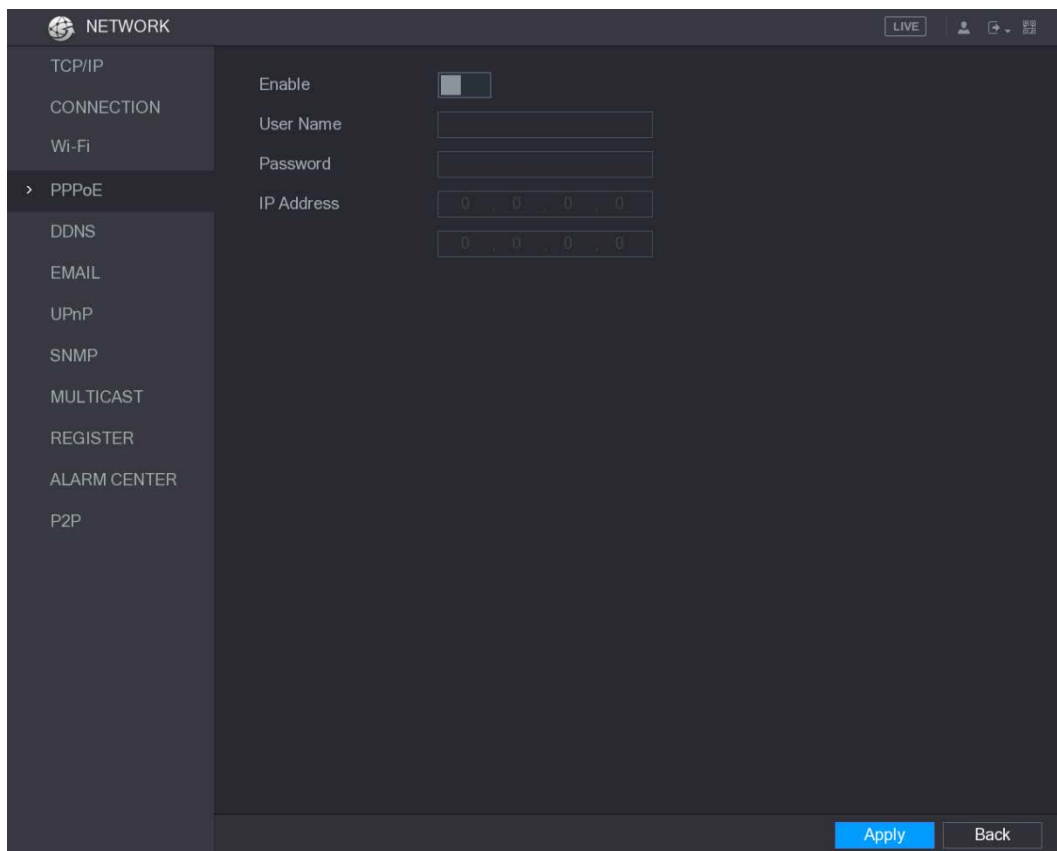 NETWORK
LIVE
TCP/IP
CONNECTION
Wi-Fi
PPPoE
DDNS
EMAIL
UPnP
SNMP
MULTICAST
REGISTER
ALARM CENTER
P2P
Enable
User Name
Password
IP Address
0 . 0 . 0 . 0
0 . 0 . 0 . 0
Apply
Back